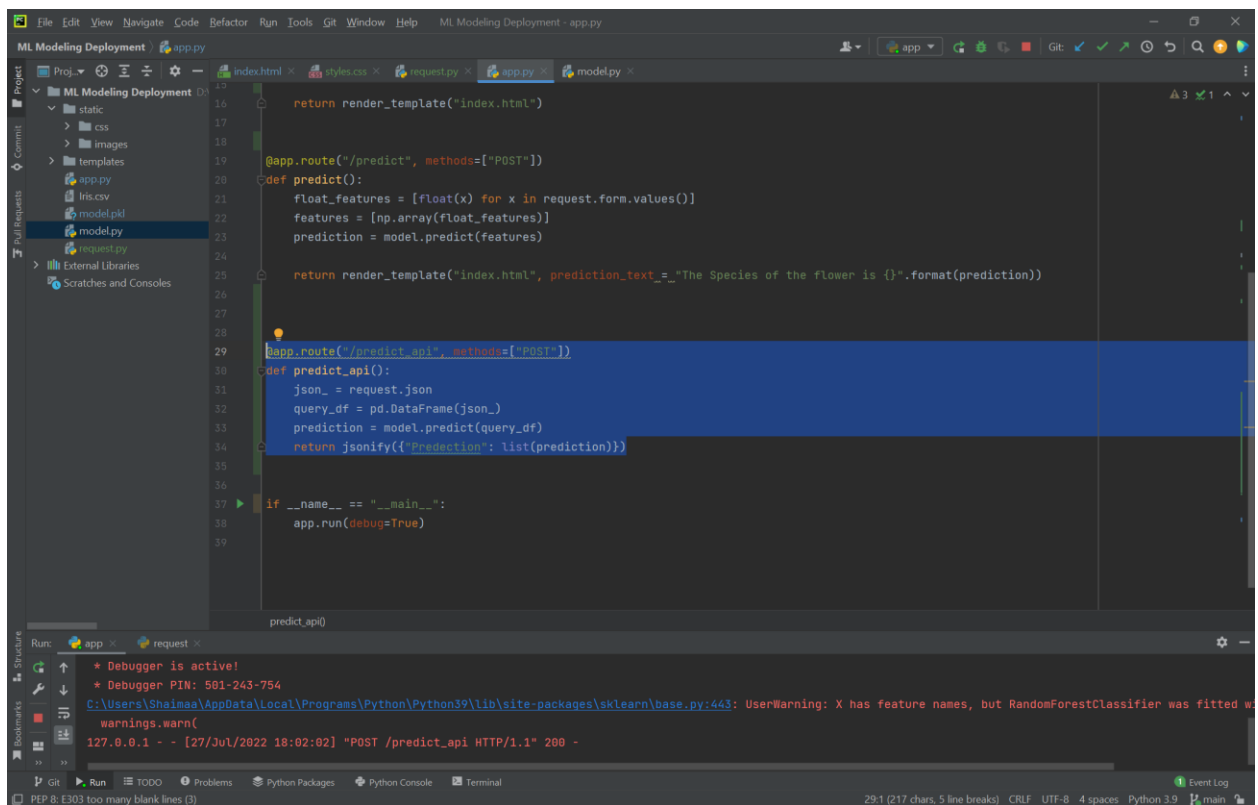 File Edit View Navigate Code Refactor Run Tools Git Window Help ML Modeling Deployment - app.py
ML Modeling Deployment app.py
app
Git:
Project
Proj...
index.html
styles.css
request.py
app.py
model.py
ML Modeling Deployment D:\
static
css
images
templates
app.py
Iris.csv
model.pkl
model.py
request.py
External Libraries
Scratches and Consoles
Commit
Pull Requests
3 1
15
16 return render_template("index.html")
17
18
19 @app.route("/predict", methods=["POST"])
20 def predict():
21 float_features = [float(x) for x in request.form.values()]
22 features = [np.array(float_features)]
23 prediction = model.predict(features)
24
25 return render_template("index.html", prediction_text = "The Species of the flower is {}".format(prediction))
26
27
28
29 @app.route("/predict_api", methods=["POST"])
30 def predict_api():
31 json_ = request.json
32 query_df = pd.DataFrame(json_)
33 prediction = model.predict(query_df)
34 return jsonify({"Predection": list(prediction)})
35
36
37 if __name__ == "__main__":
38 app.run(debug=True)
39
predict_api()
Structure
Bookmarks
Run: app request
* Debugger is active!
* Debugger PIN: 501-243-754
C:\Users\Shaimaa\AppData\Local\Programs\Python\Python39\lib\site-packages\sklearn\base.py:443: UserWarning: X has feature names, but RandomForestClassifier was fitted wi
warnings.warn(
127.0.0.1 - - [27/Jul/2022 18:02:02] "POST /predict_api HTTP/1.1" 200 -
Git Run TODO Problems Python Packages Python Console Terminal
1 Event Log
PEP 8: E303 too many blank lines (3)
29:1 (217 chars, 5 line breaks) CRLF UTF-8 4 spaces Python 3.9 main